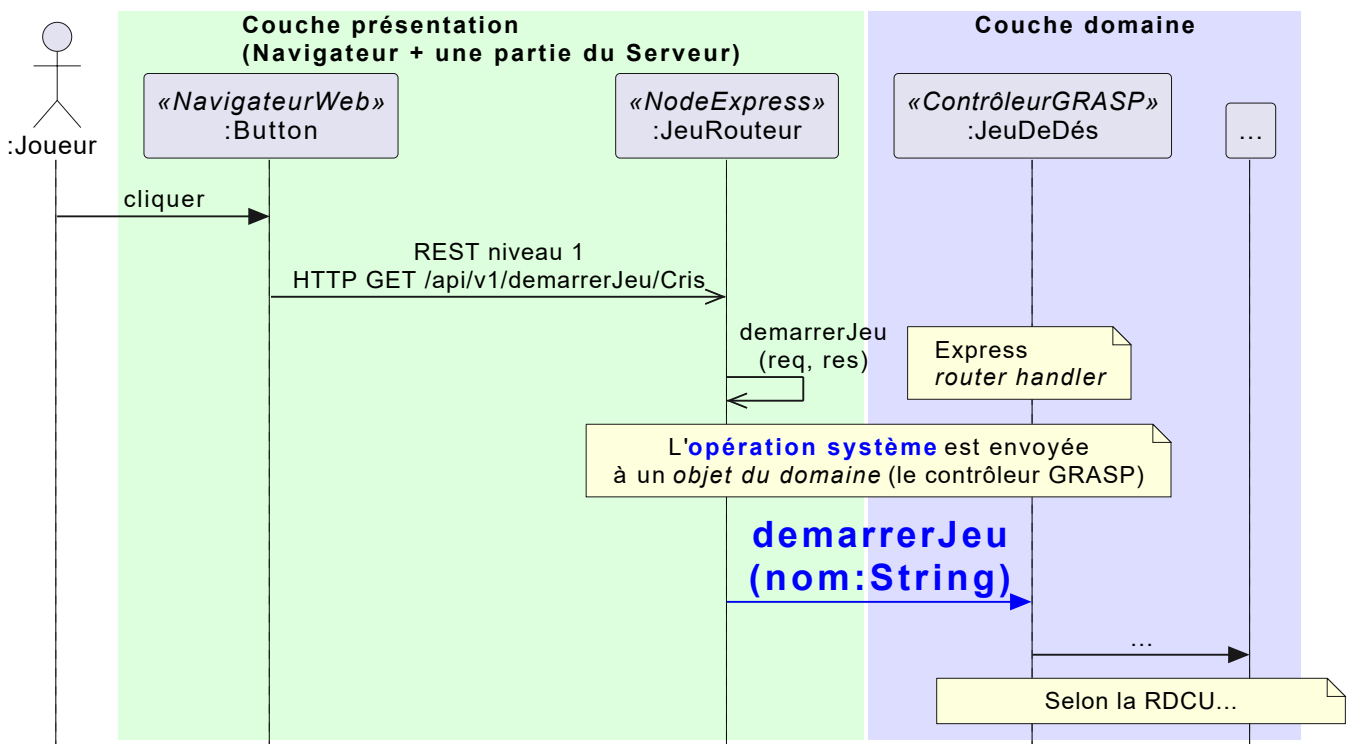 Couche présentation
(Navigateur + une partie du Serveur)
Couche domaine
:Joueur
«NavigateurWeb»
:Button
«NodeExpress»
:JeuRouteur
«ContrôleurGRASP»
:JeuDeDés
...
cliquer
REST niveau 1
HTTP GET /api/v1/demarrerJeu/Cris
demarrerJeu
(req, res)
Express
router handler
L'opération système est envoyée
à un objet du domaine (le contrôleur GRASP)
demarrerJeu
(nom:String)
...
Selon la RDCU...